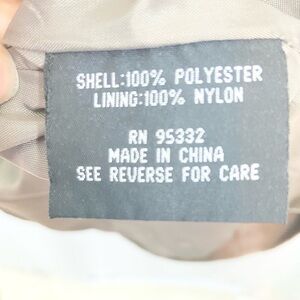 SHELL:100% POLYESTER
LINING:100% NYLON
RN 95332
MADE IN CHINA
SEE REVERSE FOR CARE